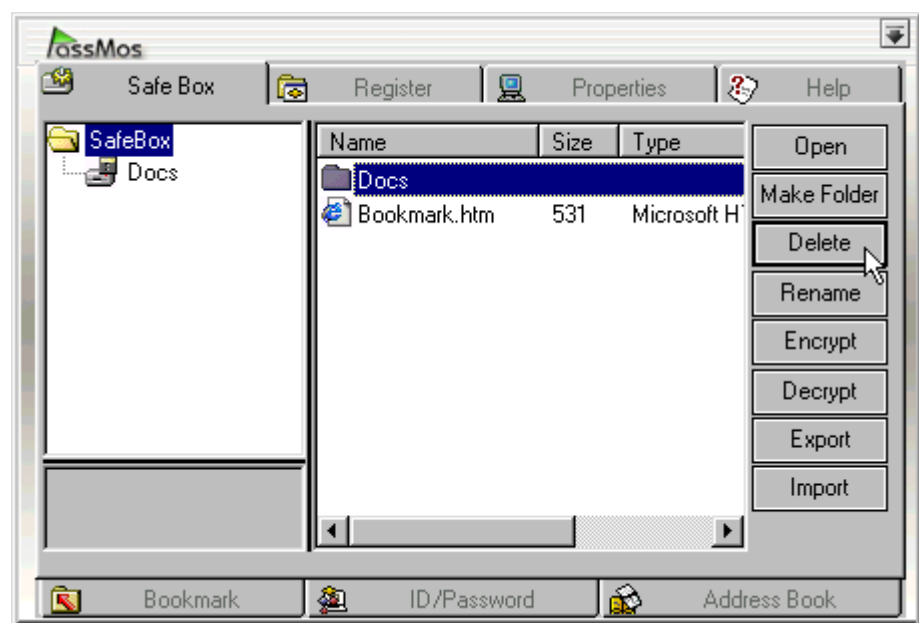 PassMos
Safe Box Register Properties Help
SafeBox
Docs
Name Size Type
Docs
Bookmark.htm 531 Microsoft H
Open
Make Folder
Delete
Rename
Encrypt
Decrypt
Export
Import
Bookmark ID/Password Address Book